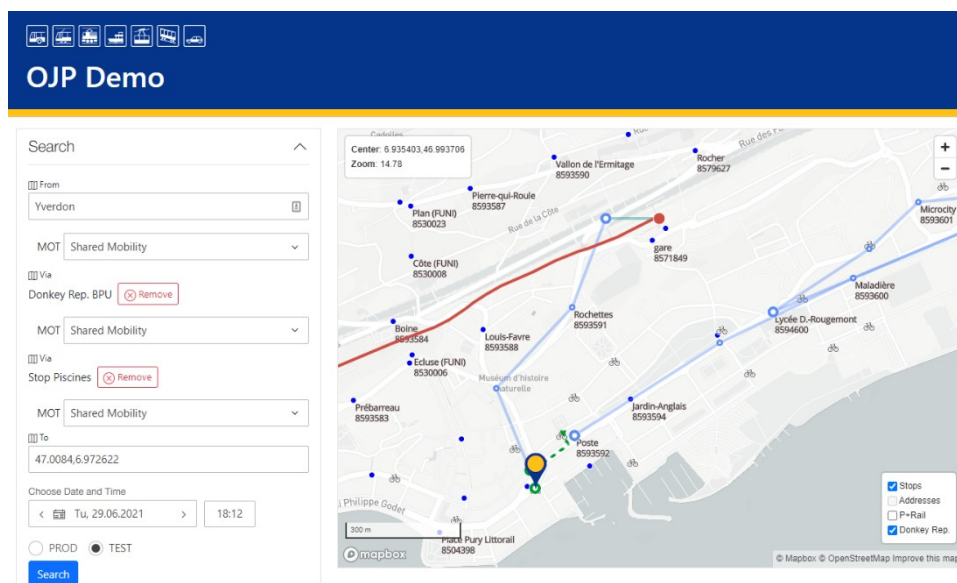 OJP Demo
Search
From
Yverdon
MOT Shared Mobility
Via
Donkey Rep. BPU Remove
MOT Shared Mobility
Via
Stop Piscines Remove
MOT Shared Mobility
To
47.0084,6.972622
Choose Date and Time
Tu, 29.06.2021
18:12
PROD TEST
Search
Cadolles
Center: 6.935403,46.993706
Zoom: 14.78
Vallon de l'Ermitage
8593590
Rocher
8579627
Pierre-qui-Roule
8593587
Plan (FUNI)
8530023
Rue de la Côte
Microcity
8593601
gare
8571849
Côte (FUNI)
8530008
Maladière
8593600
Rochettes
8593591
Lycée D.-Rougemont
8594600
Boine
8593584
Louis-Favre
8593588
Ecluse (FUNI)
8530006
Muséum d'histoire
naturelle
Prébarreau
8593583
Jardin-Anglais
8593594
Poste
8593592
Philippe Godet
300 m
Place Pury Littorail
8504398
mapbox
Stops
Addresses
P+Rail
Donkey Rep.
© Mapbox © OpenStreetMap Improve this map